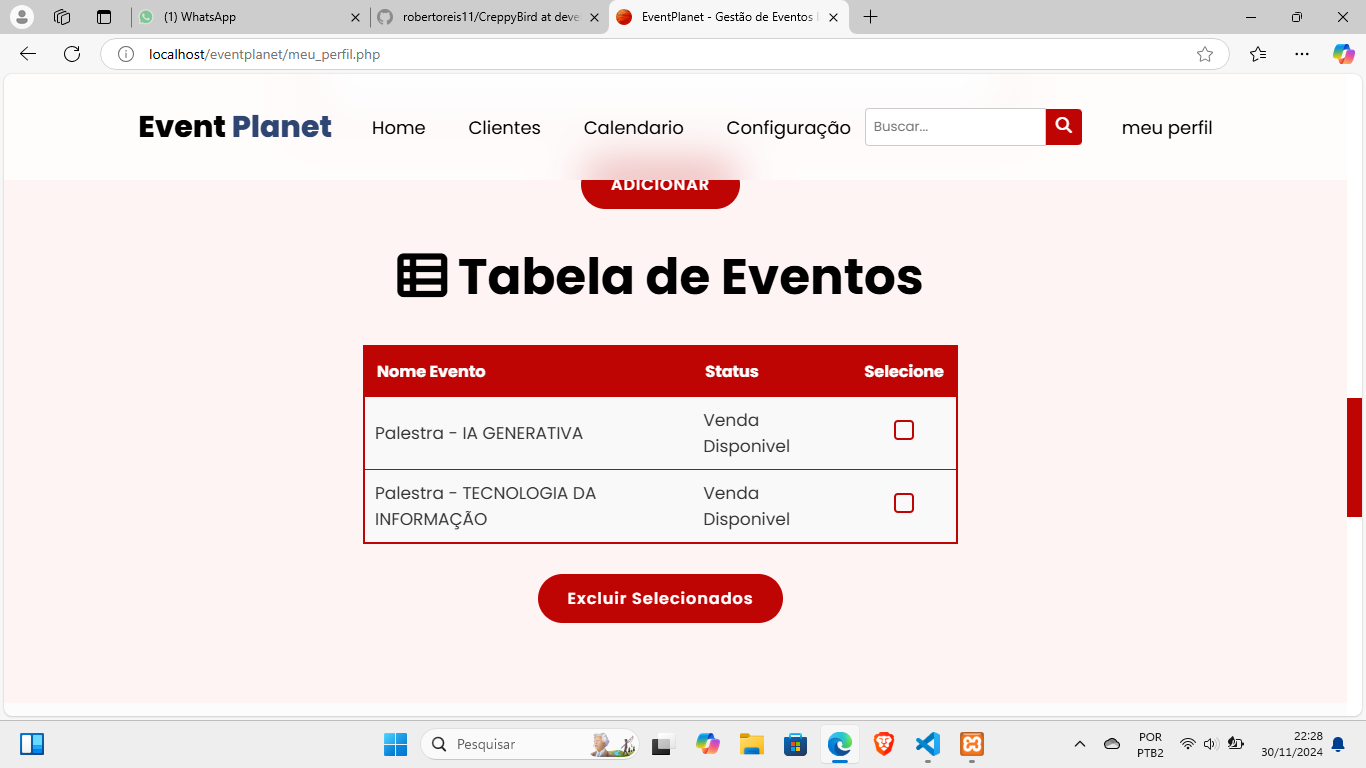 (1) WhatsApp
robertoreis11/CreppyBird at deve
EventPlanet - Gestão de Eventos
localhost/eventplanet/meu_perfil.php
Event Planet
Home
Clientes
Calendario
Configuração
Buscar...
meu perfil
ADICIONAR
Tabela de Eventos
Nome Evento Status Selecione
Palestra - IA GENERATIVA
Venda
Disponivel
Palestra - TECNOLOGIA DA
INFORMAÇÃO
Venda
Disponivel
Excluir Selecionados
Pesquisar
POR
PTB2
22:28
30/11/2024